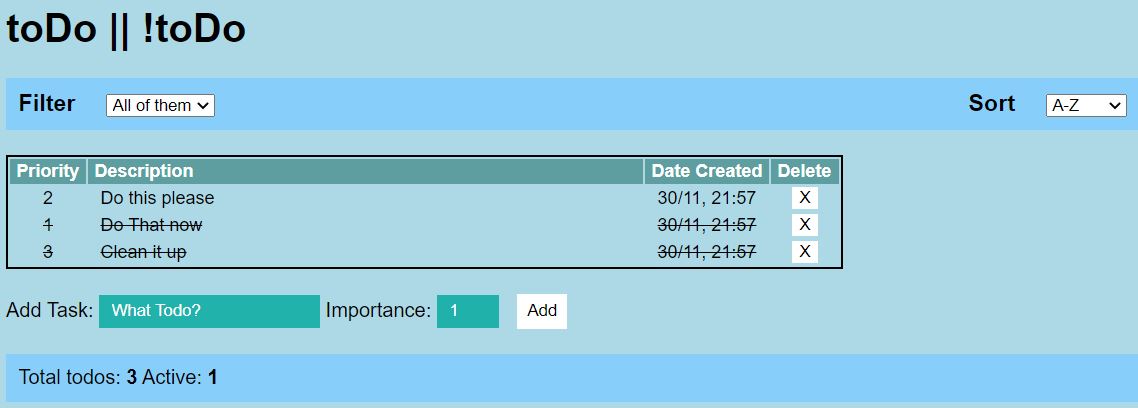 toDo || !toDo
Filter All of them Sort A-Z
Priority Description Date Created Delete
2 Do this please 30/11, 21:57 X
1 Do That now 30/11, 21:57 X
3 Clean it up 30/11, 21:57 X
Add Task: What Todo? Importance: 1 Add
Total todos: 3 Active: 1